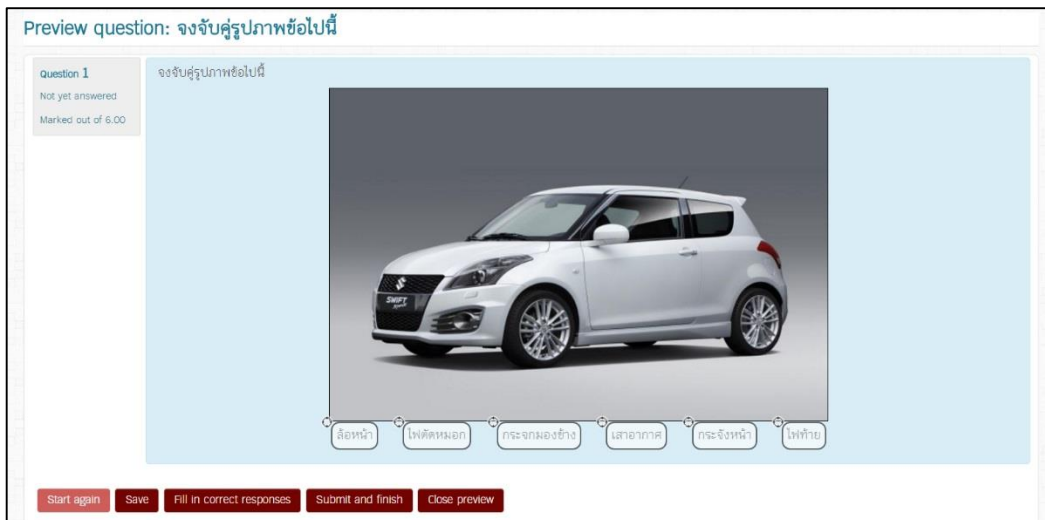 Preview question: จงจับคู่รูปภาพข้อไปนี้
Question 1
Not yet answered
Marked out of 6.00
จงจับคู่รูปภาพข้อไปนี้
SWIFT
ล้อหน้า ไฟตัดหมอก กระจกมองข้าง เสาอากาศ กระจังหน้า ไฟท้าย
Start again Save Fill in correct responses Submit and finish Close preview